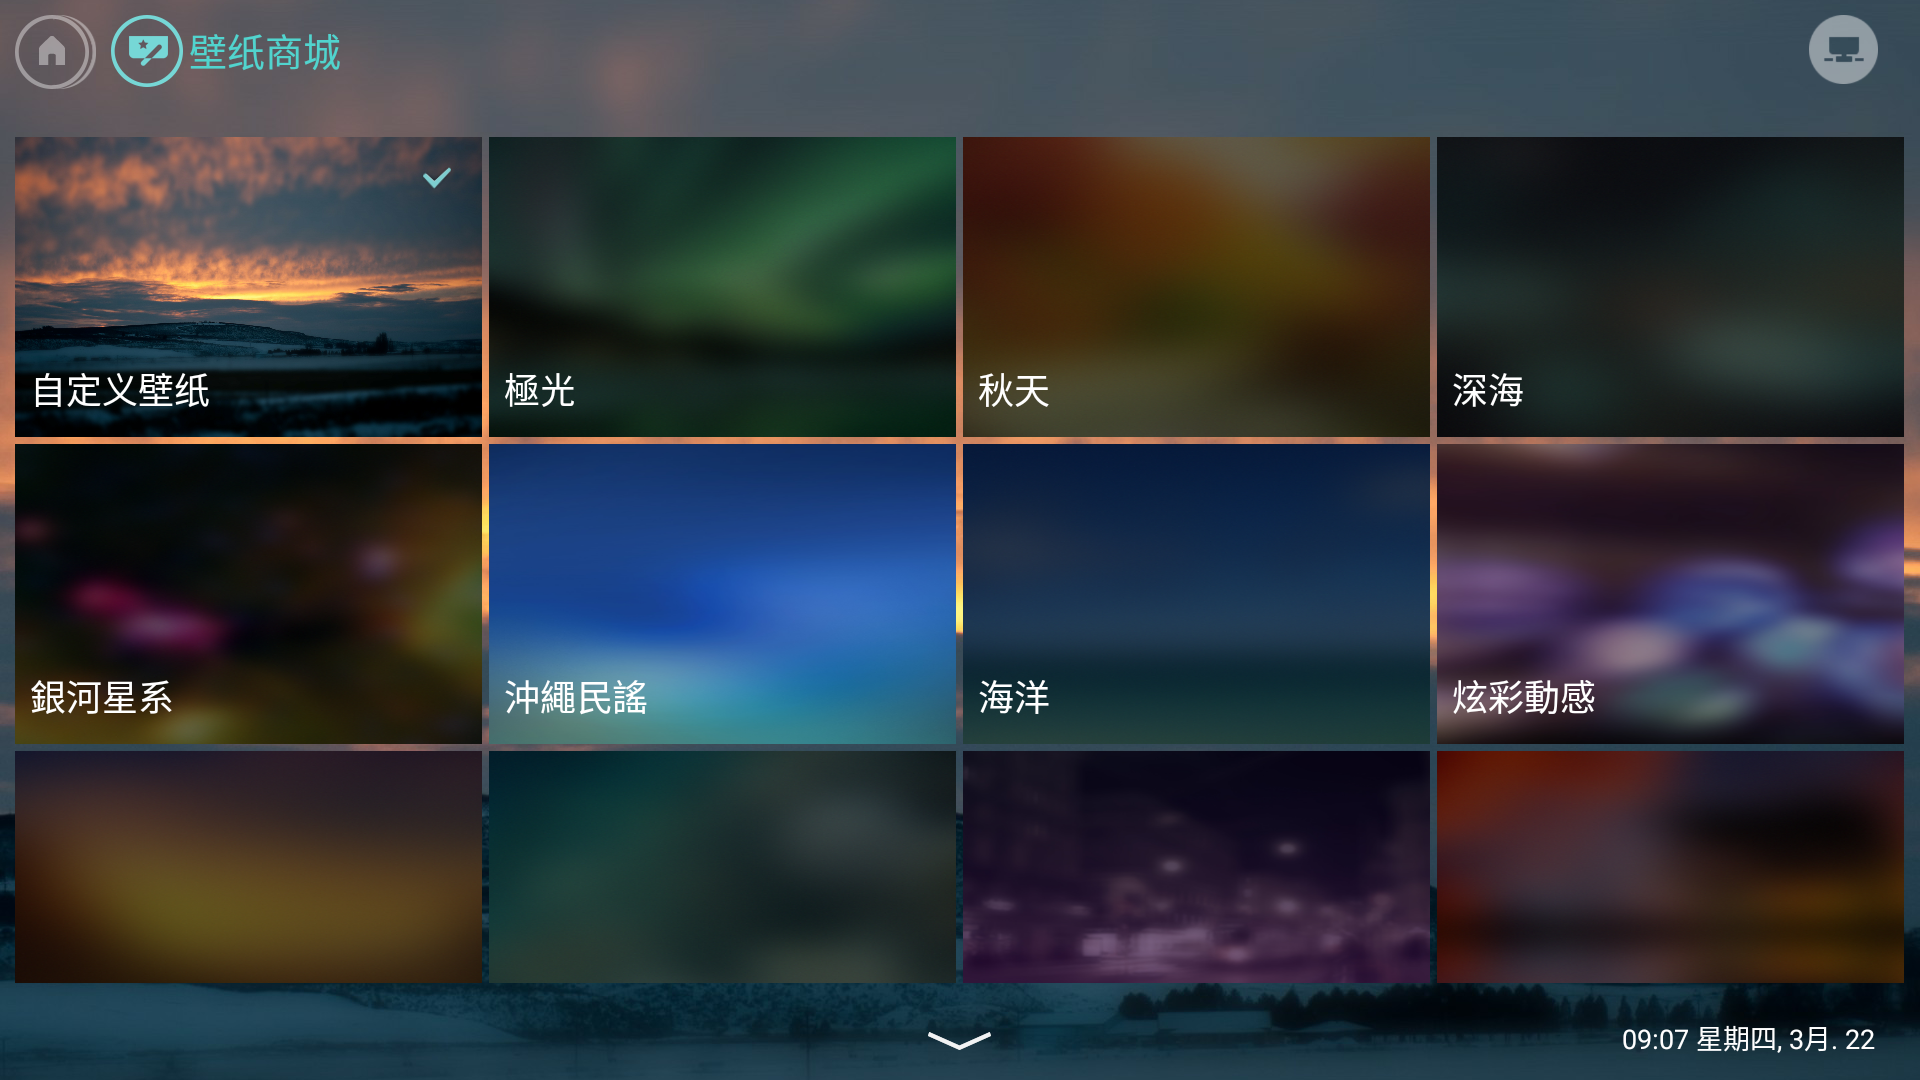 壁纸商城
自定义壁纸
極光
秋天
深海
銀河星系
沖繩民謠
海洋
炫彩動感
09:07 星期四, 3月. 22